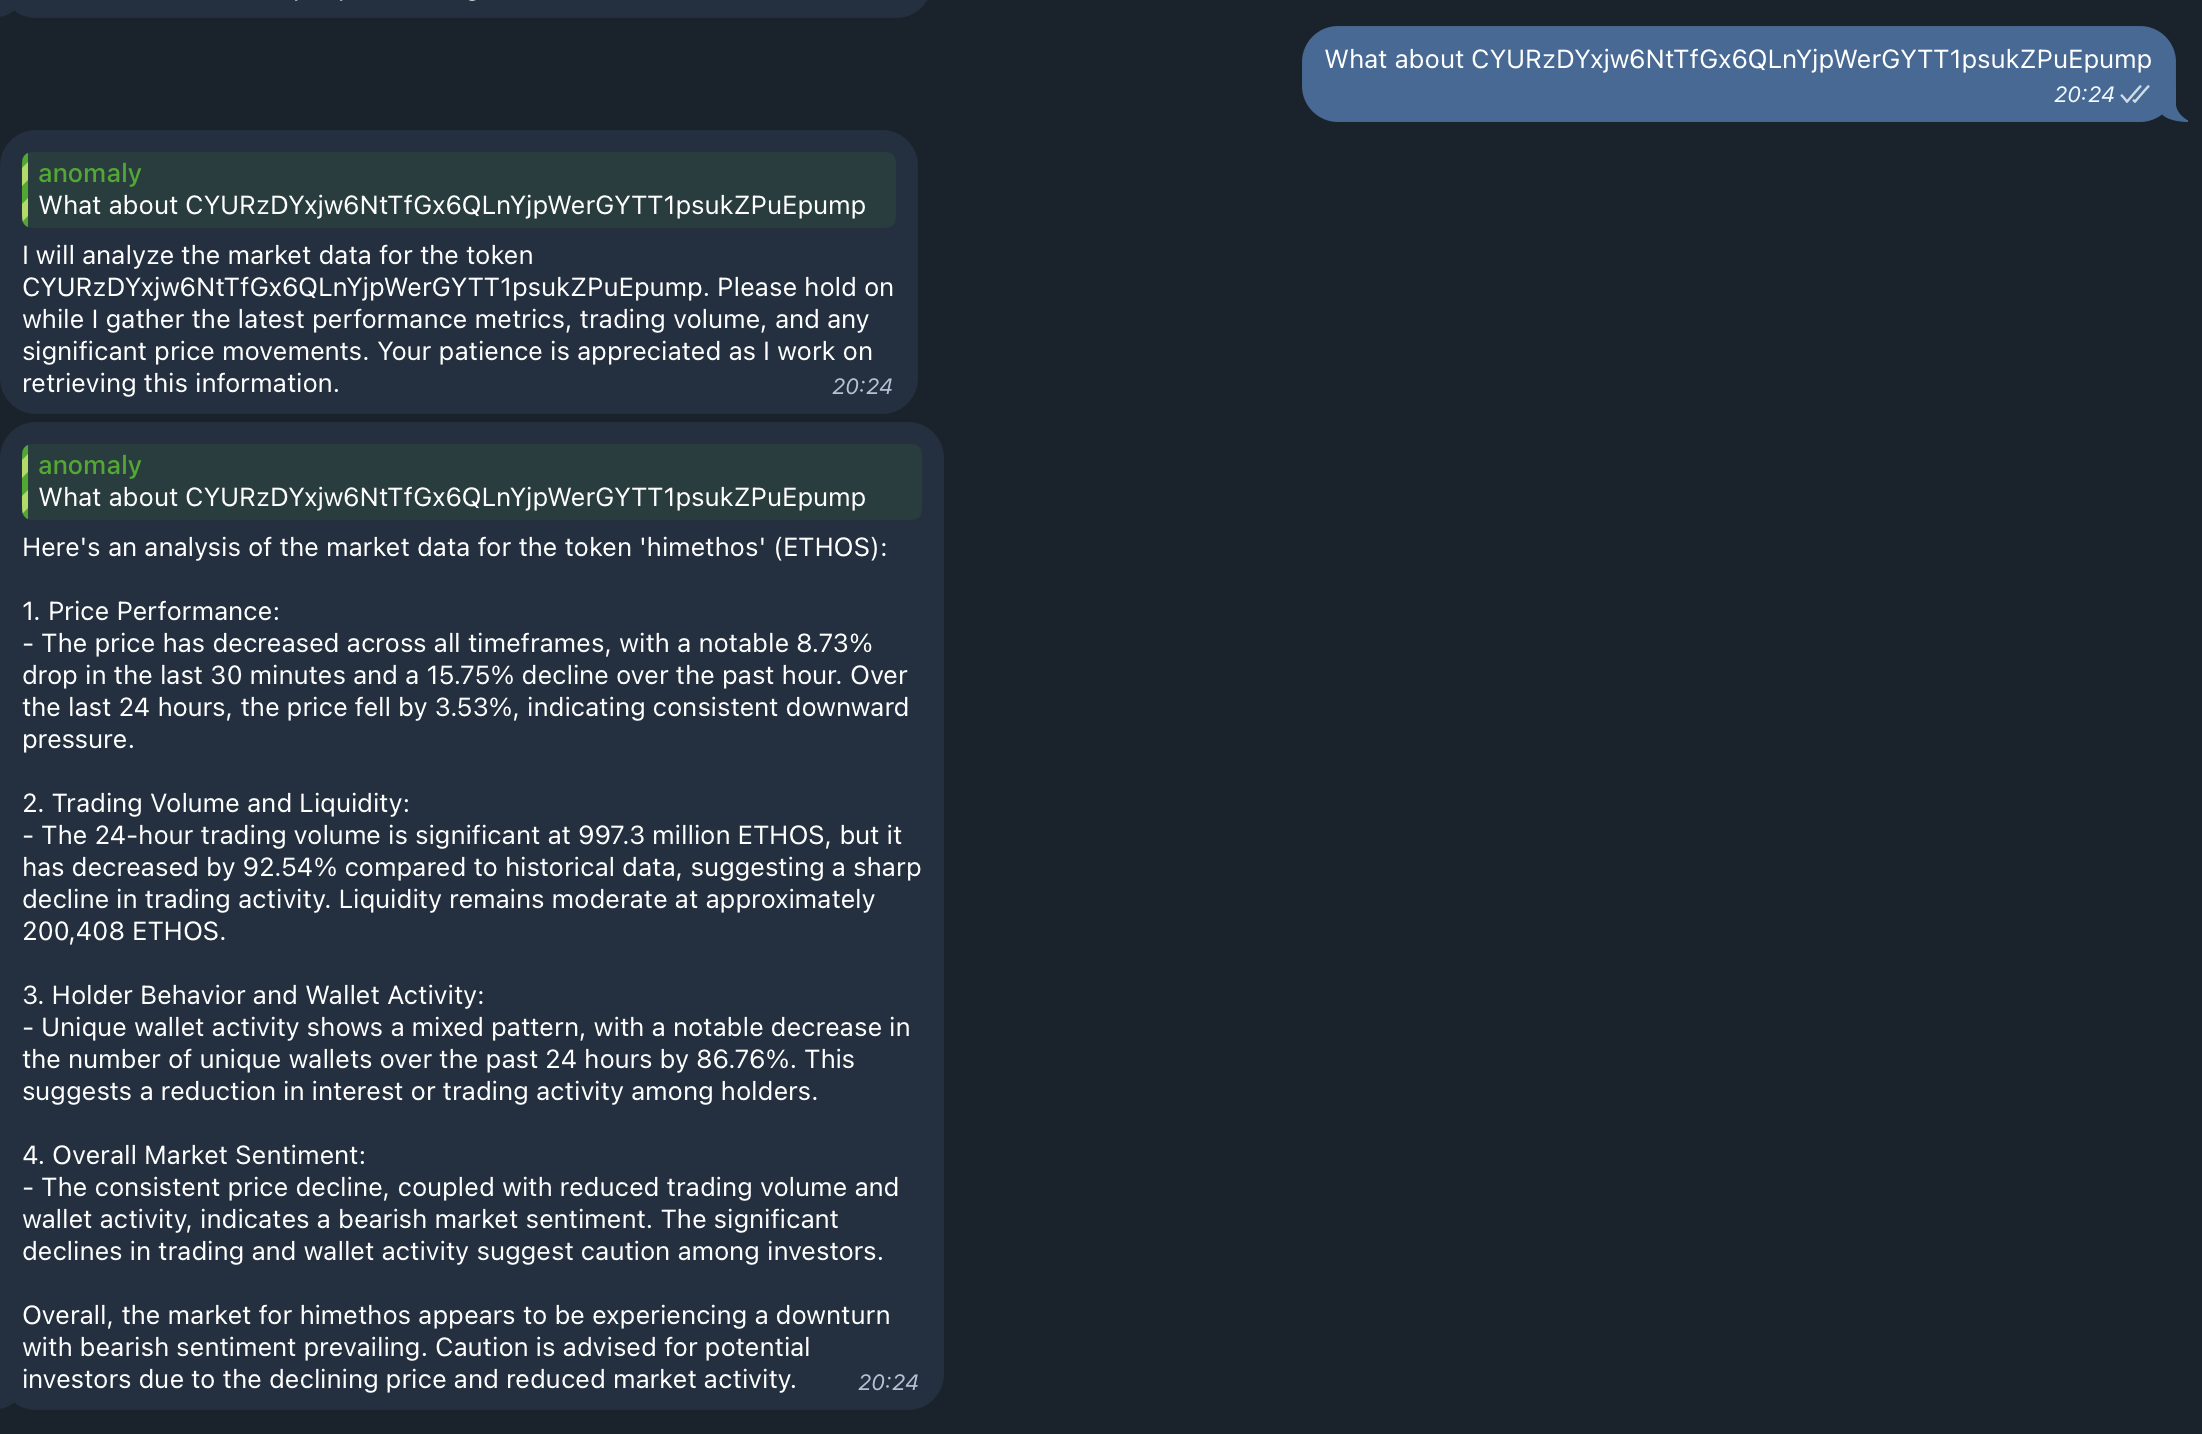 What about CYURzDYxjw6NtTfGx6QLnYjpWerGYTT1psukZPuEpump
20:24
anomaly
What about CYURzDYxjw6NtTfGx6QLnYjpWerGYTT1psukZPuEpump
I will analyze the market data for the token
CYURzDYxjw6NtTfGx6QLnYjpWerGYTT1psukZPuEpump. Please hold on
while I gather the latest performance metrics, trading volume, and any
significant price movements. Your patience is appreciated as I work on
retrieving this information.
20:24
anomaly
What about CYURzDYxjw6NtTfGx6QLnYjpWerGYTT1psukZPuEpump
Here's an analysis of the market data for the token 'himethos' (ETHOS):
1. Price Performance:
- The price has decreased across all timeframes, with a notable 8.73%
drop in the last 30 minutes and a 15.75% decline over the past hour. Over
the last 24 hours, the price fell by 3.53%, indicating consistent downward
pressure.
2. Trading Volume and Liquidity:
- The 24-hour trading volume is significant at 997.3 million ETHOS, but it
has decreased by 92.54% compared to historical data, suggesting a sharp
decline in trading activity. Liquidity remains moderate at approximately
200,408 ETHOS.
3. Holder Behavior and Wallet Activity:
- Unique wallet activity shows a mixed pattern, with a notable decrease in
the number of unique wallets over the past 24 hours by 86.76%. This
suggests a reduction in interest or trading activity among holders.
4. Overall Market Sentiment:
- The consistent price decline, coupled with reduced trading volume and
wallet activity, indicates a bearish market sentiment. The significant
declines in trading and wallet activity suggest caution among investors.
Overall, the market for himethos appears to be experiencing a downturn
with bearish sentiment prevailing. Caution is advised for potential
investors due to the declining price and reduced market activity.
20:24